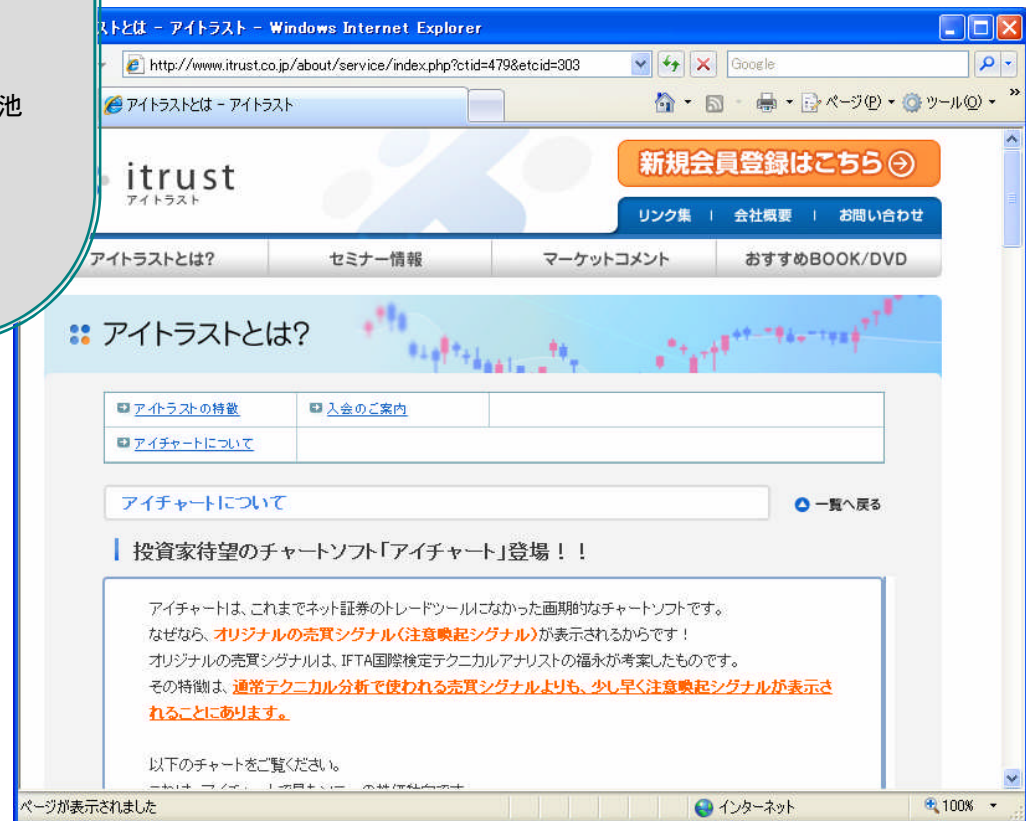 池
ストとは - アイトラスト - Windows Internet Explorer
http://www.itrust.co.jp/about/service/index.php?ctid=479&etcid=303
Google
アイトラストとは - アイトラスト
ページ(P)
ツール(O)
itrust
アイトラスト
新規会員登録はこちら
リンク集 | 会社概要 | お問い合わせ
アイトラストとは?
セミナー情報
マーケットコメント
おすすめBOOK/DVD
アイトラストとは?
アイトラストの特徴
入会のご案内
アイチャートについて
アイチャートについて
一覧へ戻る
投資家待望のチャートソフト「アイチャート」登場!!
アイチャートは、これまでネット証券のトレードツールになかった画期的なチャートソフトです。
なぜなら、オリジナルの売買シグナル(注意喚起シグナル)が表示されるからです!
オリジナルの売買シグナルは、IFTA国際検定テクニカルアナリストの福永が考案したものです。
その特徴は、通常テクニカル分析で使われる売買シグナルよりも、少し早く注意喚起シグナルが表示さ
れることにあります。
以下のチャートをご覧ください。
ページが表示されました
インターネット
100%